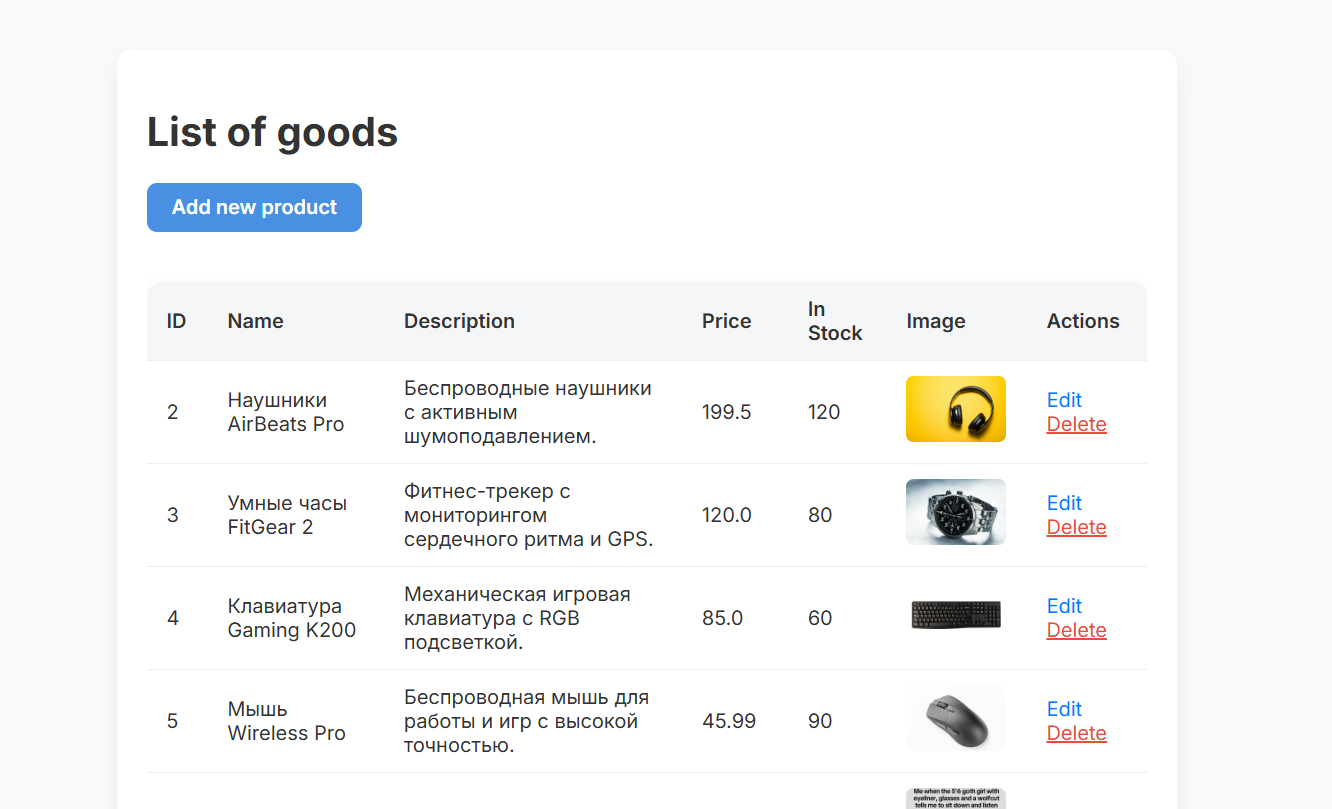 List of goods
Add new product
ID Name Description Price In Stock Image Actions
2 Наушники AirBeats Pro Беспроводные наушники с активным шумоподавлением. 199.5 120 Edit Delete
3 Умные часы FitGear 2 Фитнес-трекер с мониторингом сердечного ритма и GPS. 120.0 80 Edit Delete
4 Клавиатура Gaming K200 Механическая игровая клавиатура с RGB подсветкой. 85.0 60 Edit Delete
5 Мышь Wireless Pro Беспроводная мышь для работы и игр с высокой точностью. 45.99 90 Edit Delete
Me when the 5'6 goth girl with
eyeliner, glasses and a wolfcut
tells me to sit down and listen